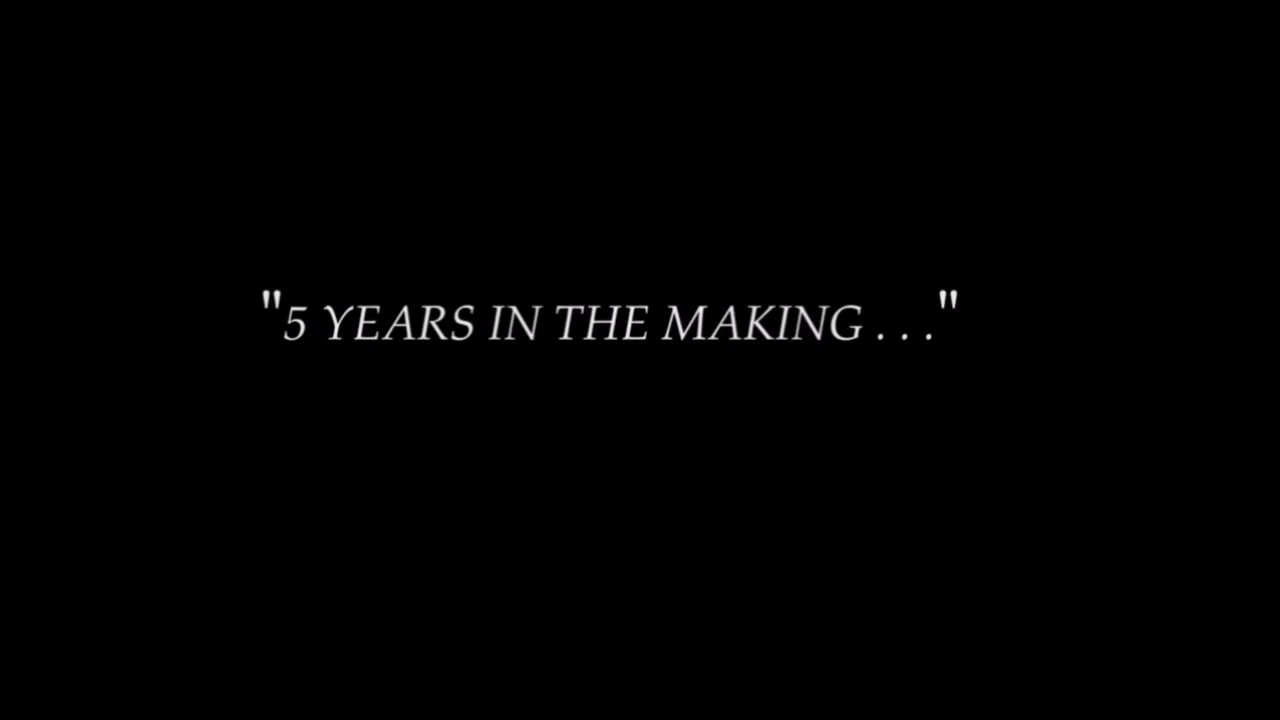 "5 YEARS IN THE MAKING . . ."